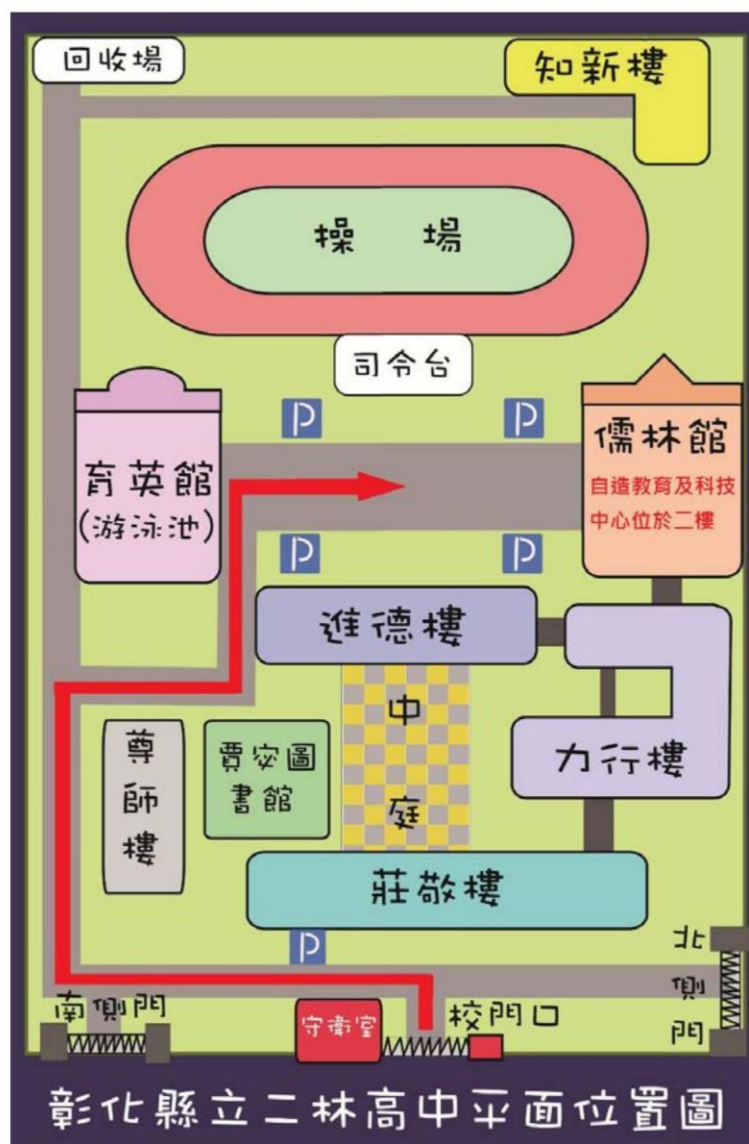 回收場
知新樓
操 場
司令台
P
P
育英館
(游泳池)
儒林館
自造教育及科技
中心位於二樓
P
P
進德樓
中
庭
尊
師
樓
賈宓圖
書館
力行樓
莊敬樓
P
北
側
門
南側門
守衛室
校門口
彰化縣立二林高中平面位置圖